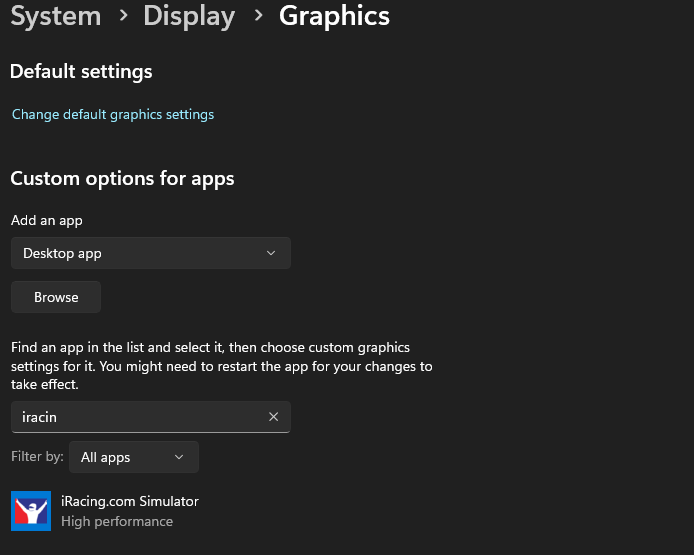 System > Display > Graphics
Default settings
Change default graphics settings
Custom options for apps
Add an app
Desktop app
Browse
Find an app in the list and select it, then choose custom graphics
settings for it. You might need to restart the app for your changes to
take effect.
iracin
Filter by: All apps
iRacing.com Simulator
High performance